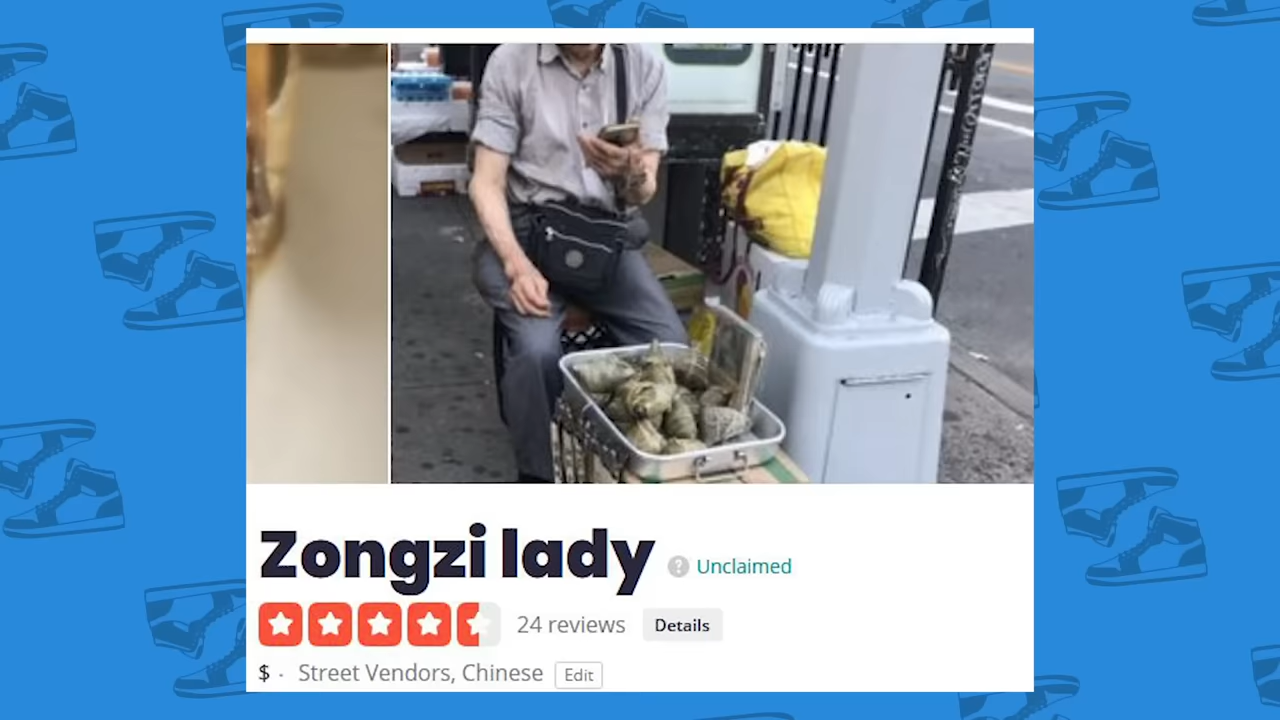 Zongzi lady
Unclaimed
24 reviews
Details
$ · Street Vendors, Chinese
Edit